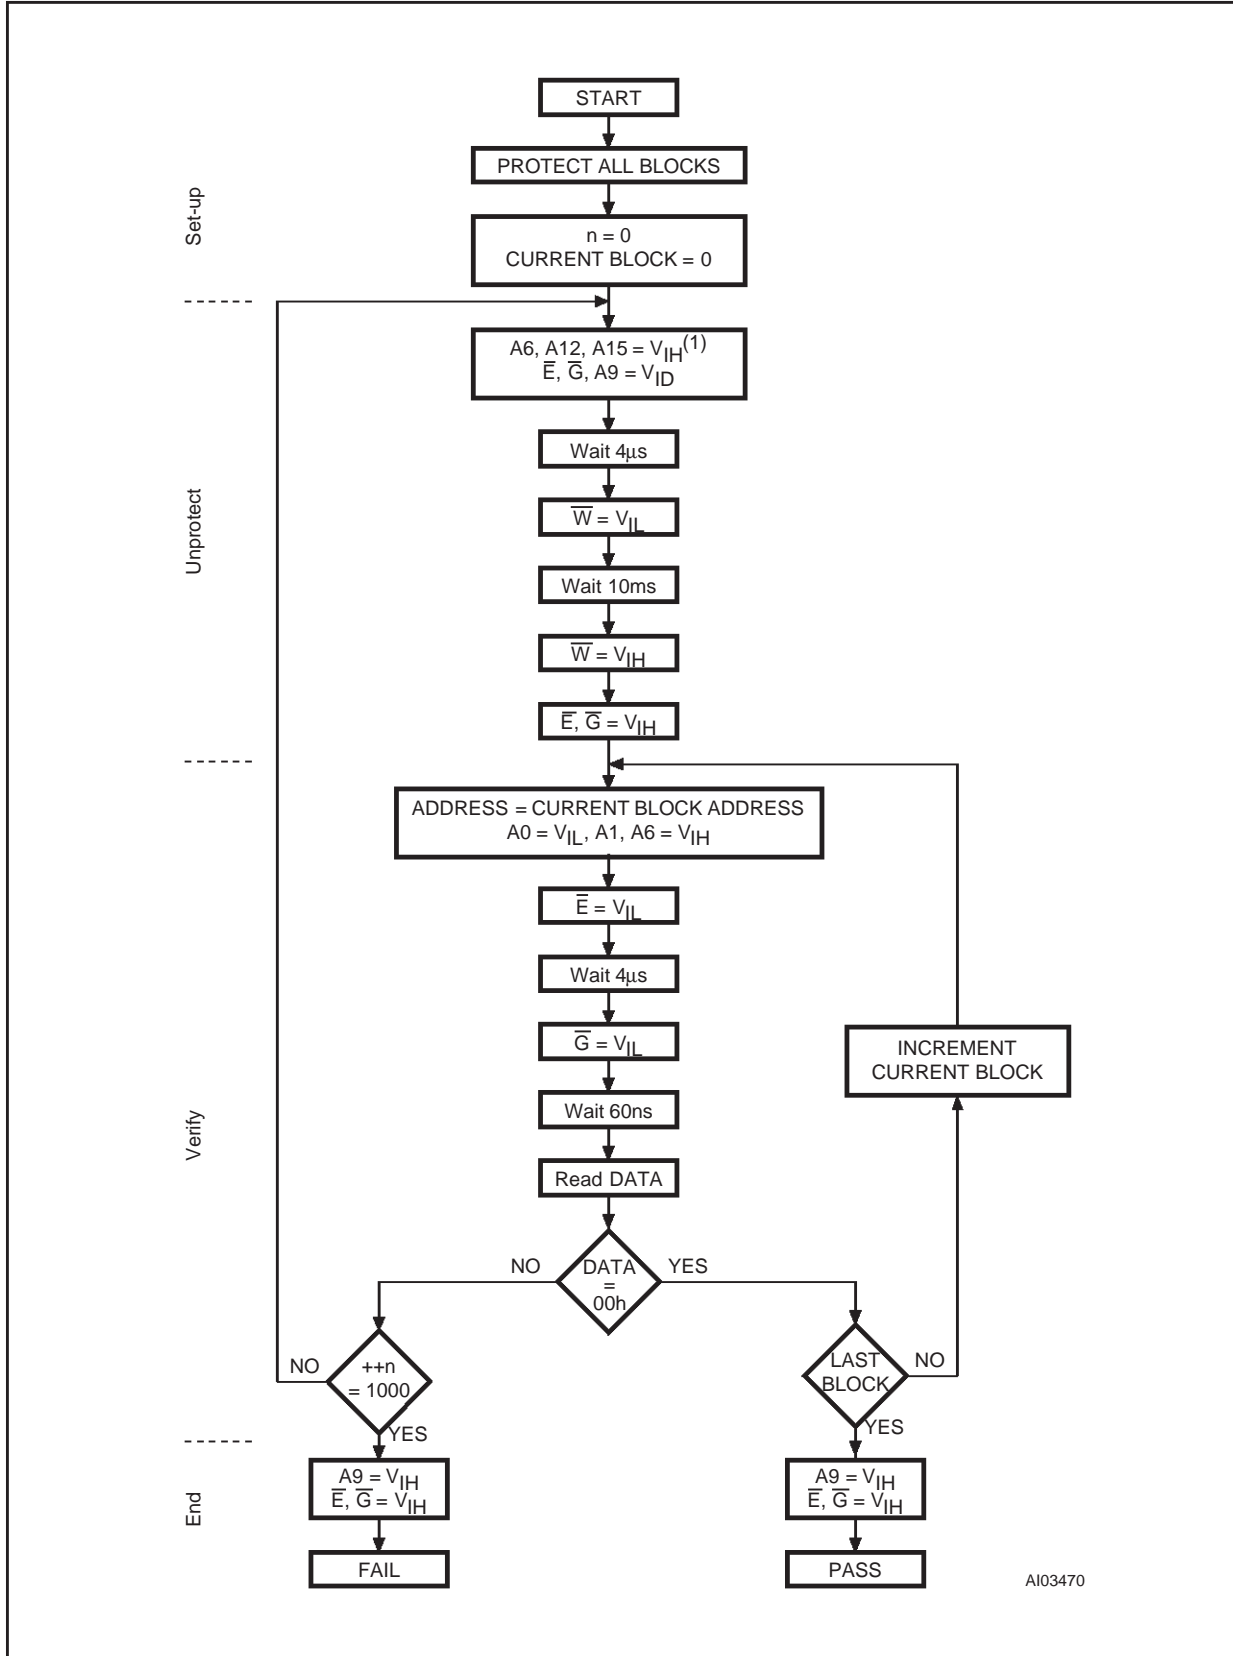 START
PROTECT ALL BLOCKS
Set-up
n = 0
CURRENT BLOCK = 0
A6, A12, A15 = VIH(1)
E̅, G̅, A9 = VID
Wait 4µs
W̅ = VIL
Unprotect
Wait 10ms
W̅ = VIH
E̅, G̅ = VIH
ADDRESS = CURRENT BLOCK ADDRESS
A0 = VIL, A1, A6 = VIH
E̅ = VIL
Wait 4µs
G̅ = VIL
INCREMENT
CURRENT BLOCK
Wait 60ns
Verify
Read DATA
NO
DATA
=
00h
YES
NO
++n
= 1000
YES
LAST
BLOCK
NO
YES
End
A9 = VIH
E̅, G̅ = VIH
A9 = VIH
E̅, G̅ = VIH
FAIL
PASS
AI03470